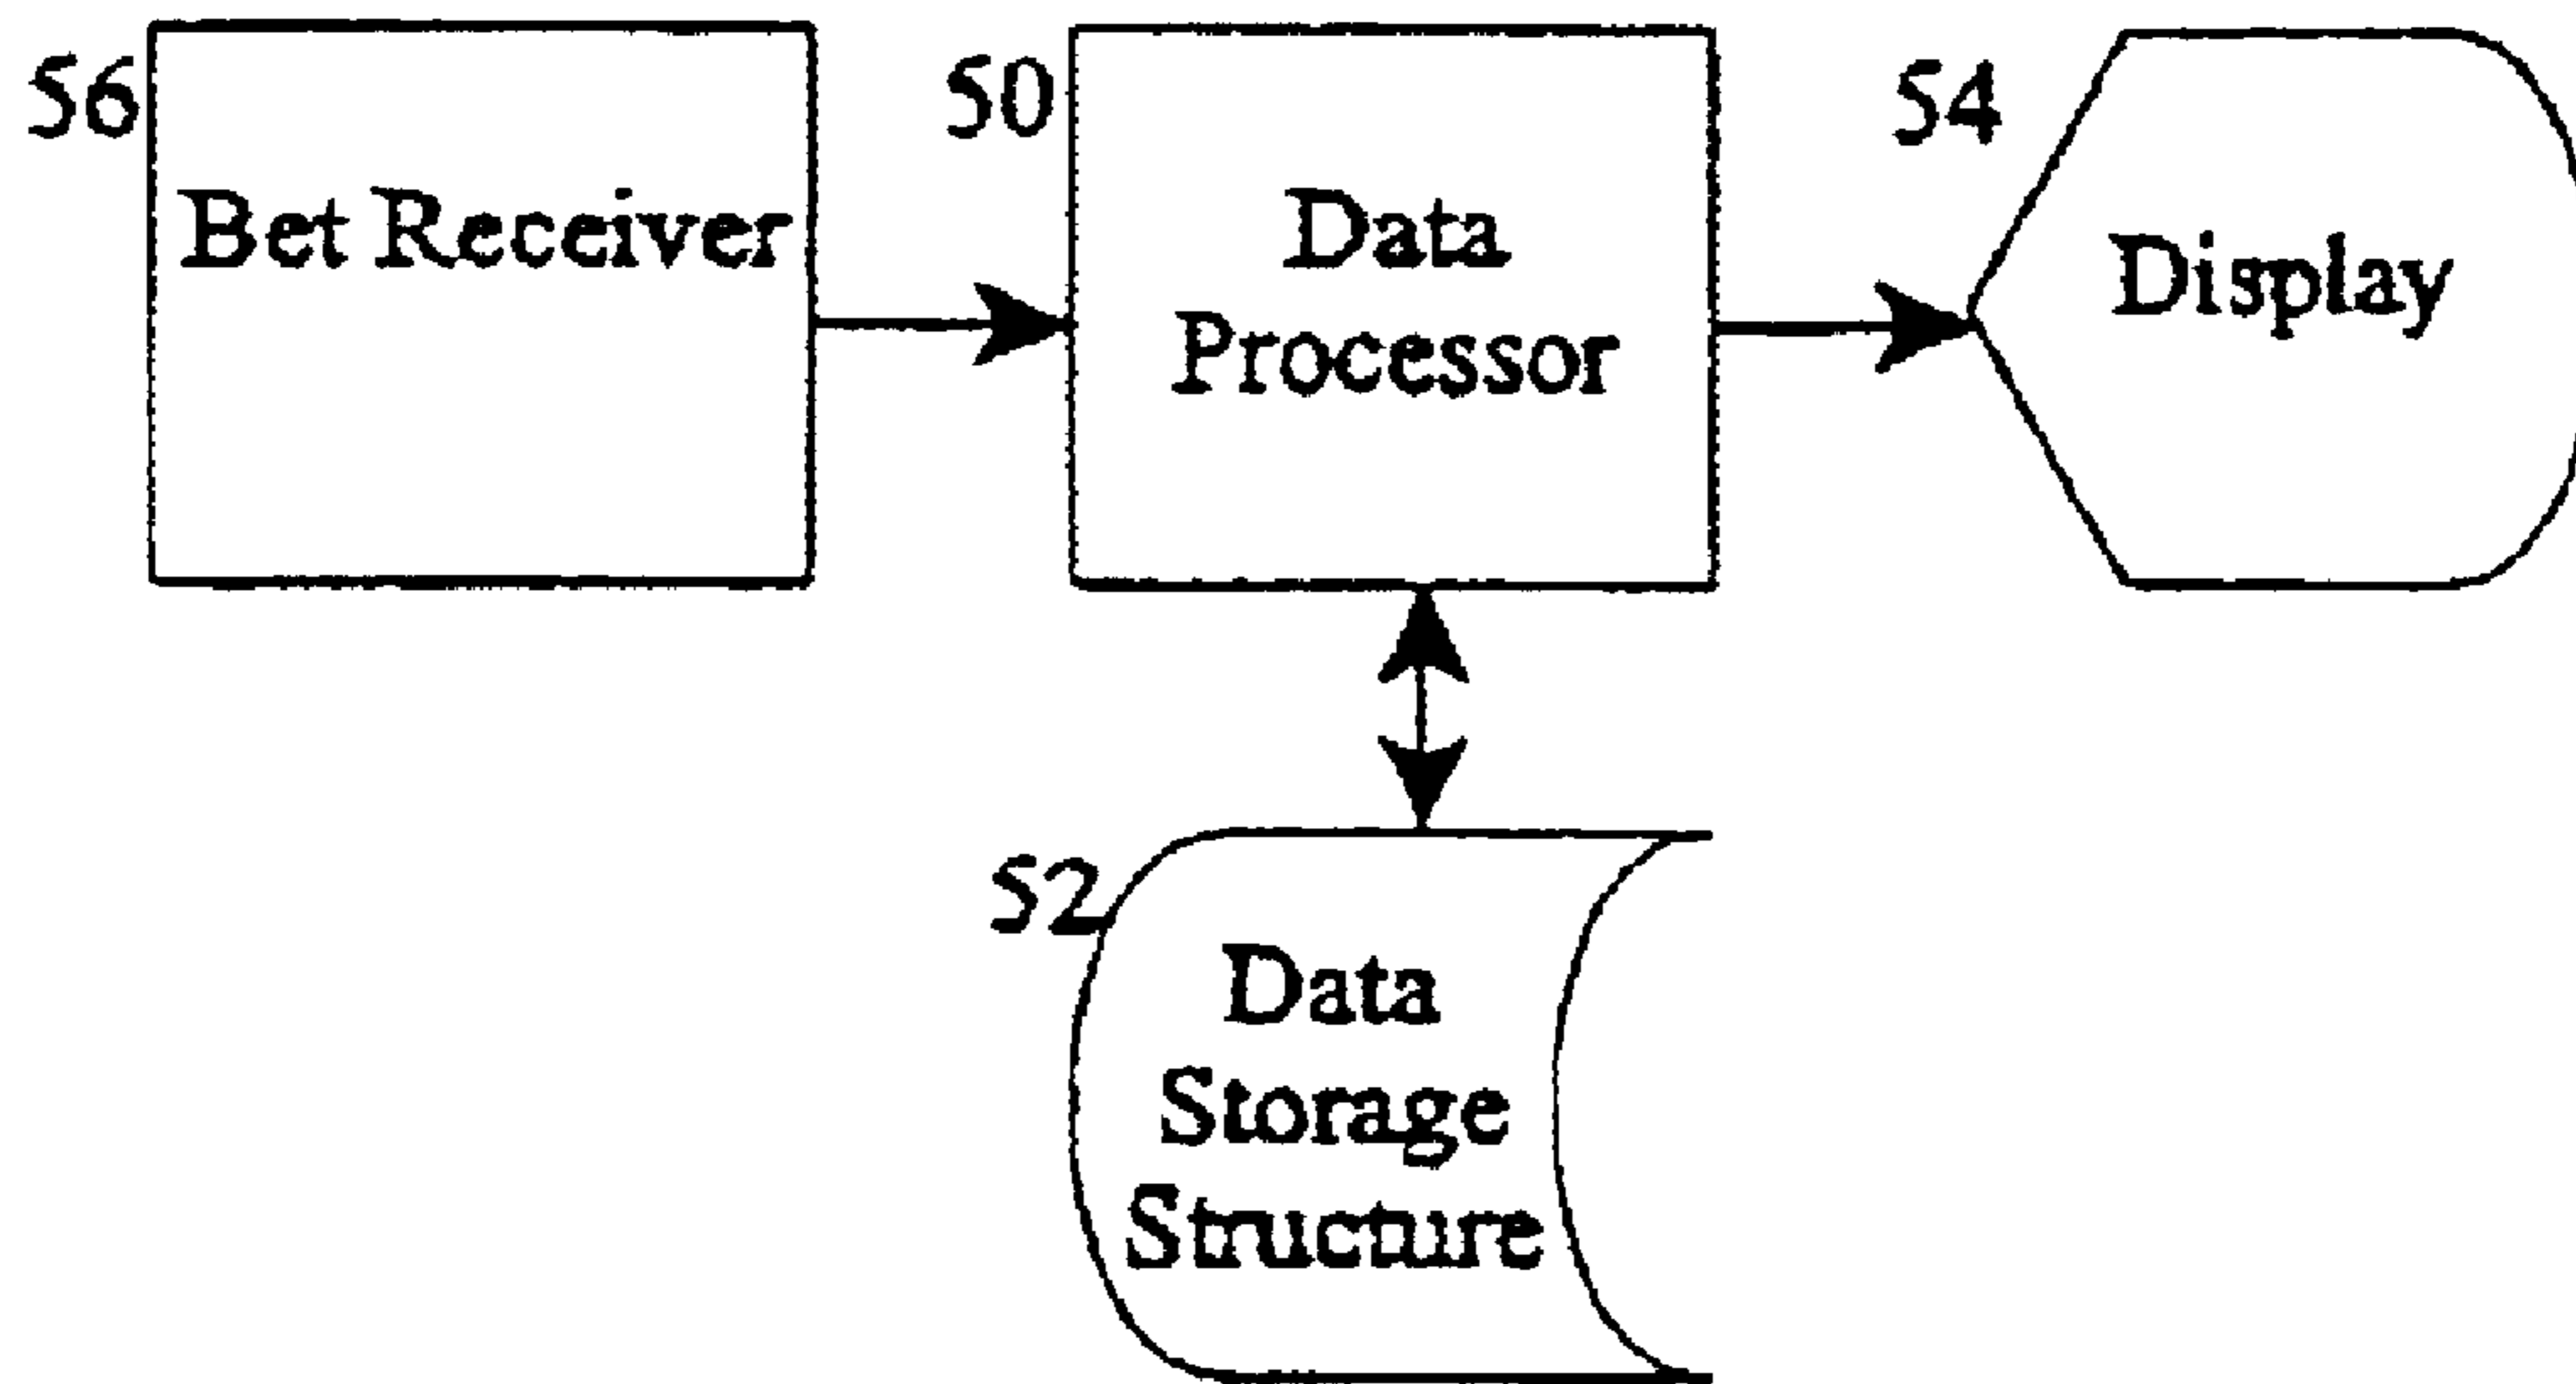 56
Bet Receiver
50
Data
Processor
54
Display
52
Data
Storage
Structure